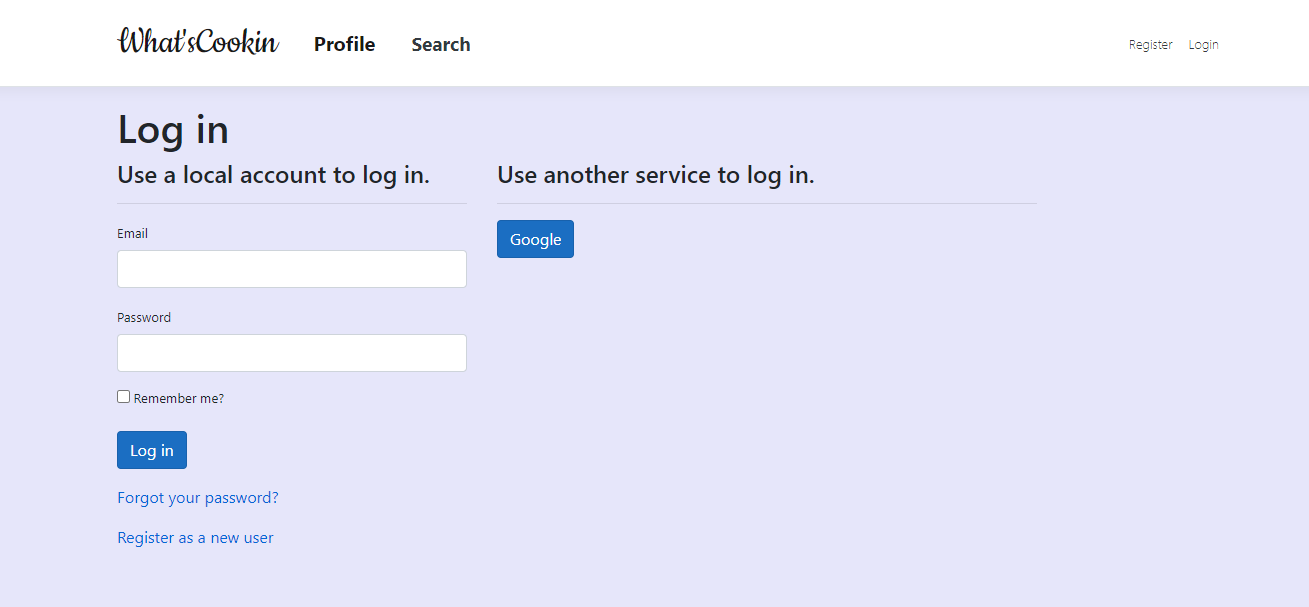 What'sCookin Profile Search Register Login
Log in
Use a local account to log in.
Use another service to log in.
Email
Google
Password
Remember me?
Log in
Forgot your password?
Register as a new user